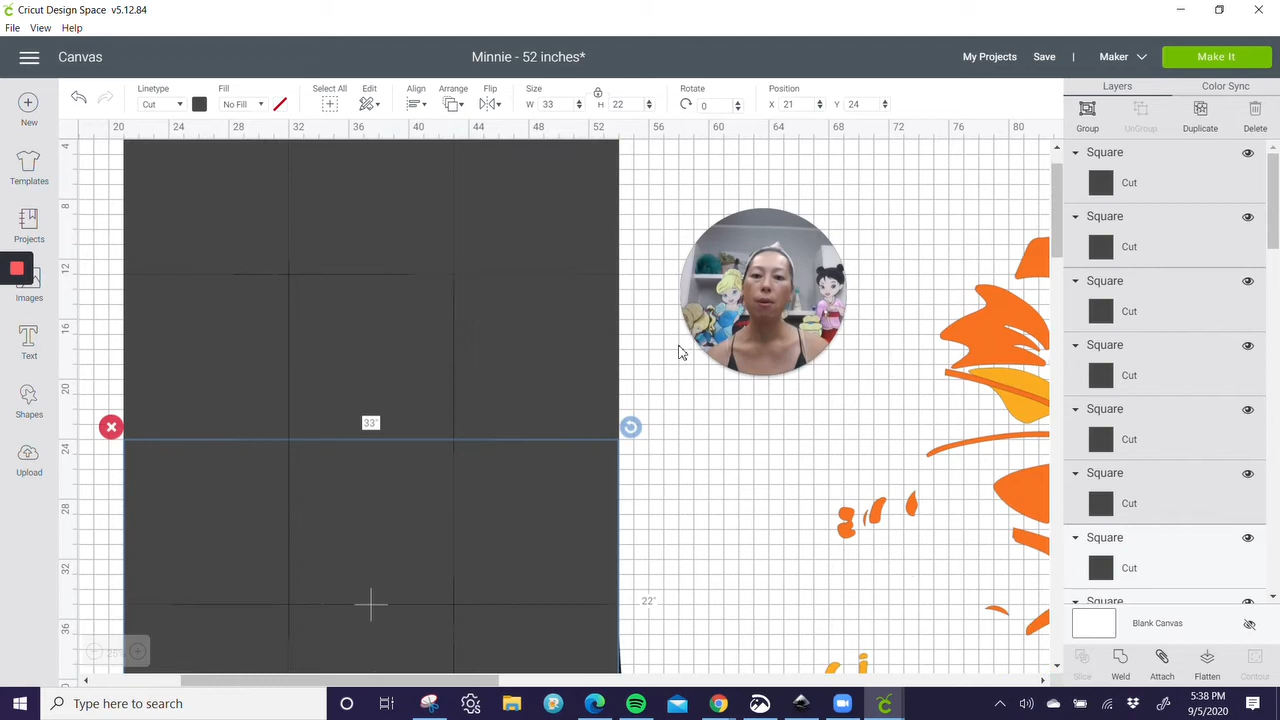 Cricut Design Space v5.12.84
File View Help
Canvas
Minnie - 52 inches*
My Projects Save | Maker Make It
Linetype Fill Select All Edit Align Arrange Flip Size Rotate Position
Cut No Fill W 33 H 22 0 X 21 Y 24
Layers Color Sync
Group UnGroup Duplicate Delete
New
Templates
Projects
Images
Text
Shapes
Upload
20 24 28 32 36 40 44 48 52 56 60 64 68 72 76 80
4
8
12
16
20
24
28
32
36
33"
22"
25%
Square
Cut
Square
Cut
Square
Cut
Square
Cut
Square
Cut
Square
Cut
Square
Cut
Square
Blank Canvas
Slice Weld Attach Flatten Contour
Type here to search
5:38 PM
9/5/2020